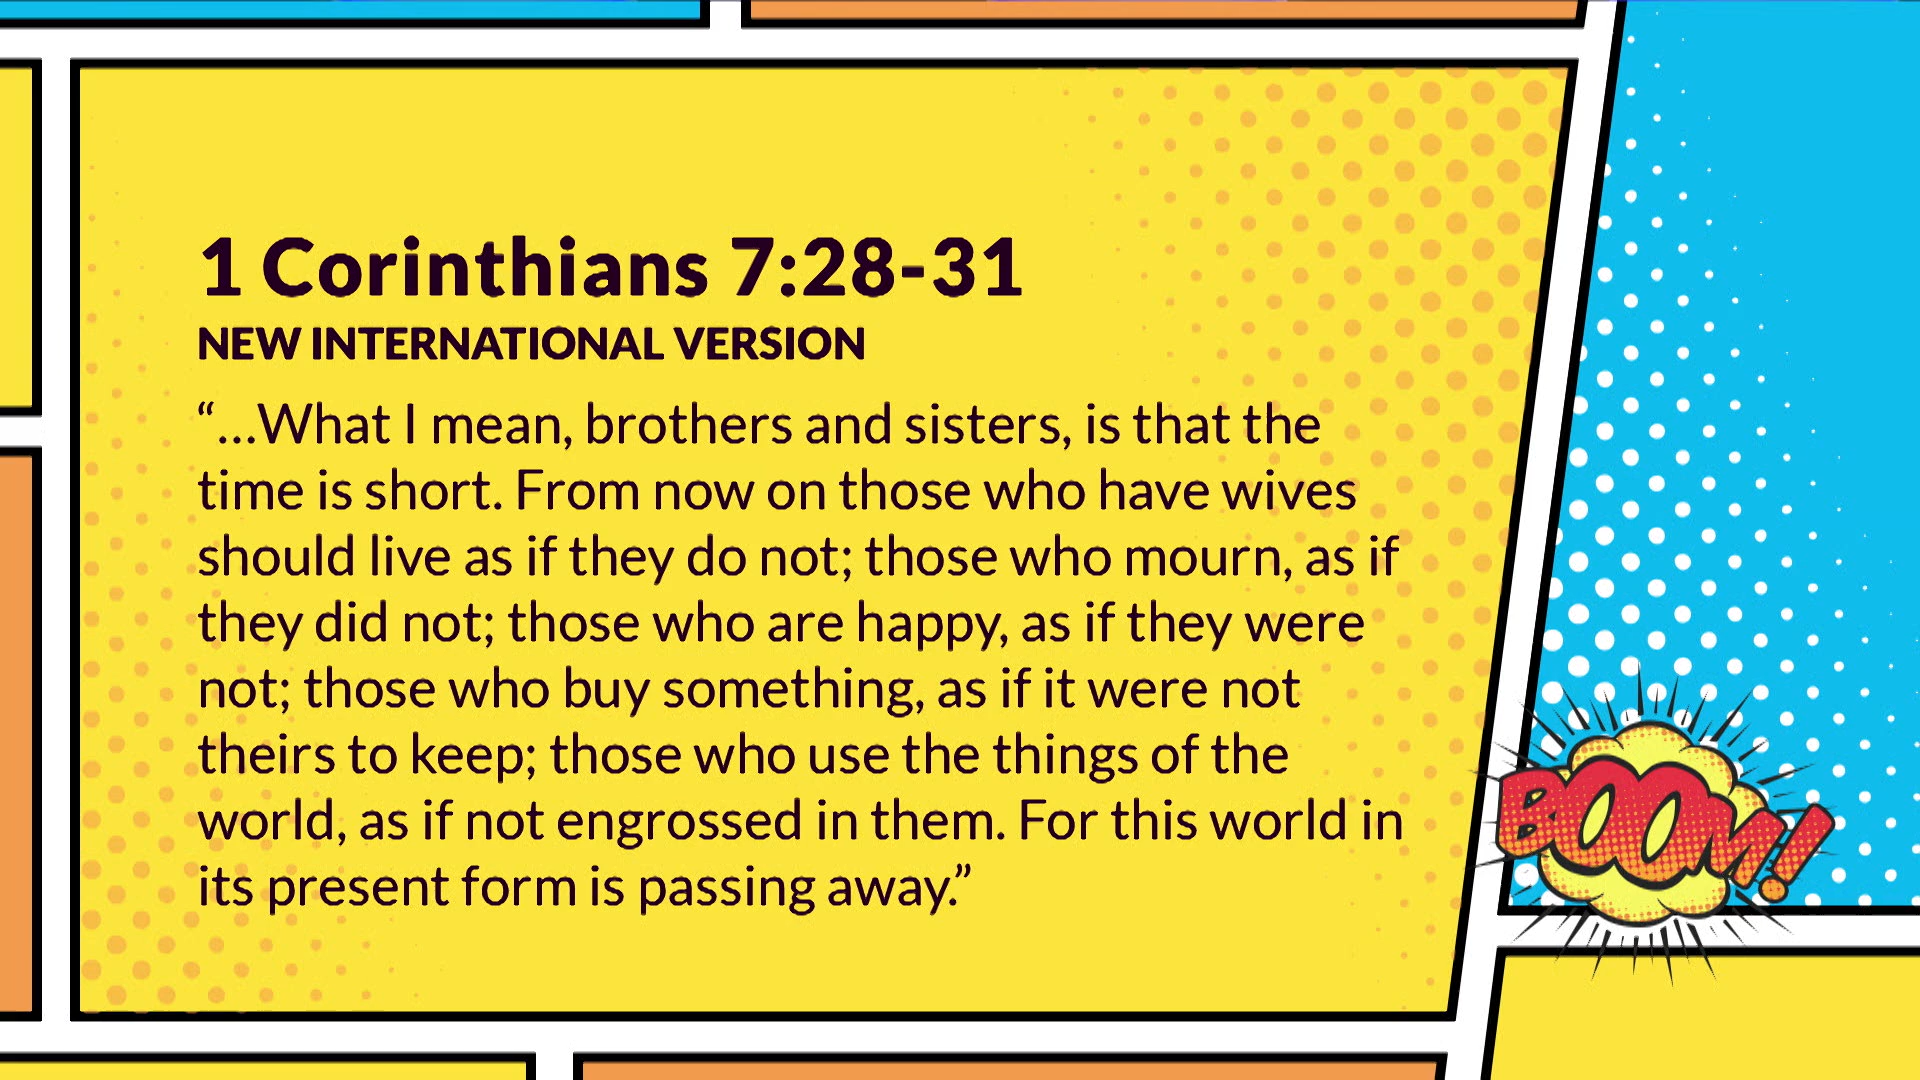 1 Corinthians 7:28-31
NEW INTERNATIONAL VERSION
“...What I mean, brothers and sisters, is that the
time is short. From now on those who have wives
should live as if they do not; those who mourn, as if
they did not; those who are happy, as if they were
not; those who buy something, as if it were not
theirs to keep; those who use the things of the
world, as if not engrossed in them. For this world in
its present form is passing away.”
BOOM!